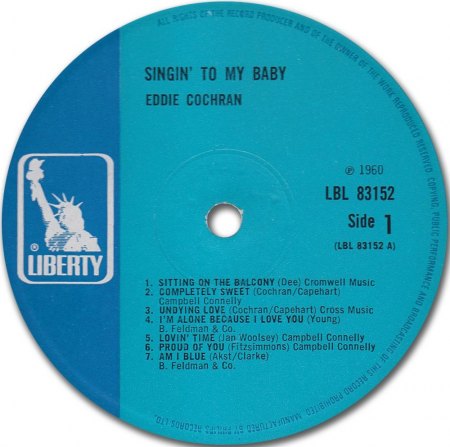 ALL RIGHTS OF THE RECORD PRODUCER AND OF THE OWNER OF THE WORK REPRODUCED RESERVED. COPYING, PUBLIC PERFORMANCE AND BROADCASTING OF THIS RECORD PROHIBITED. MANUFACTURED BY PHILIPS RECORDS LTD.
SINGIN' TO MY BABY
EDDIE COCHRAN
℗ 1960
LBL 83152
Side 1
(LBL 83152 A)
®
LIBERTY
1. SITTING ON THE BALCONY (Dee) Cromwell Music
2. COMPLETELY SWEET (Cochran/Capehart)
Campbell Connelly
3. UNDYING LOVE (Cochran/Capehart) Cross Music
4. I'M ALONE BECAUSE I LOVE YOU (Young)
B. Feldman & Co.
5. LOVIN' TIME (Jan Woolsey) Campbell Connelly
6. PROUD OF YOU (Fitzsimmons) Campbell Connelly
7. AM I BLUE (Akst/Clarke)
B. Feldman & Co.